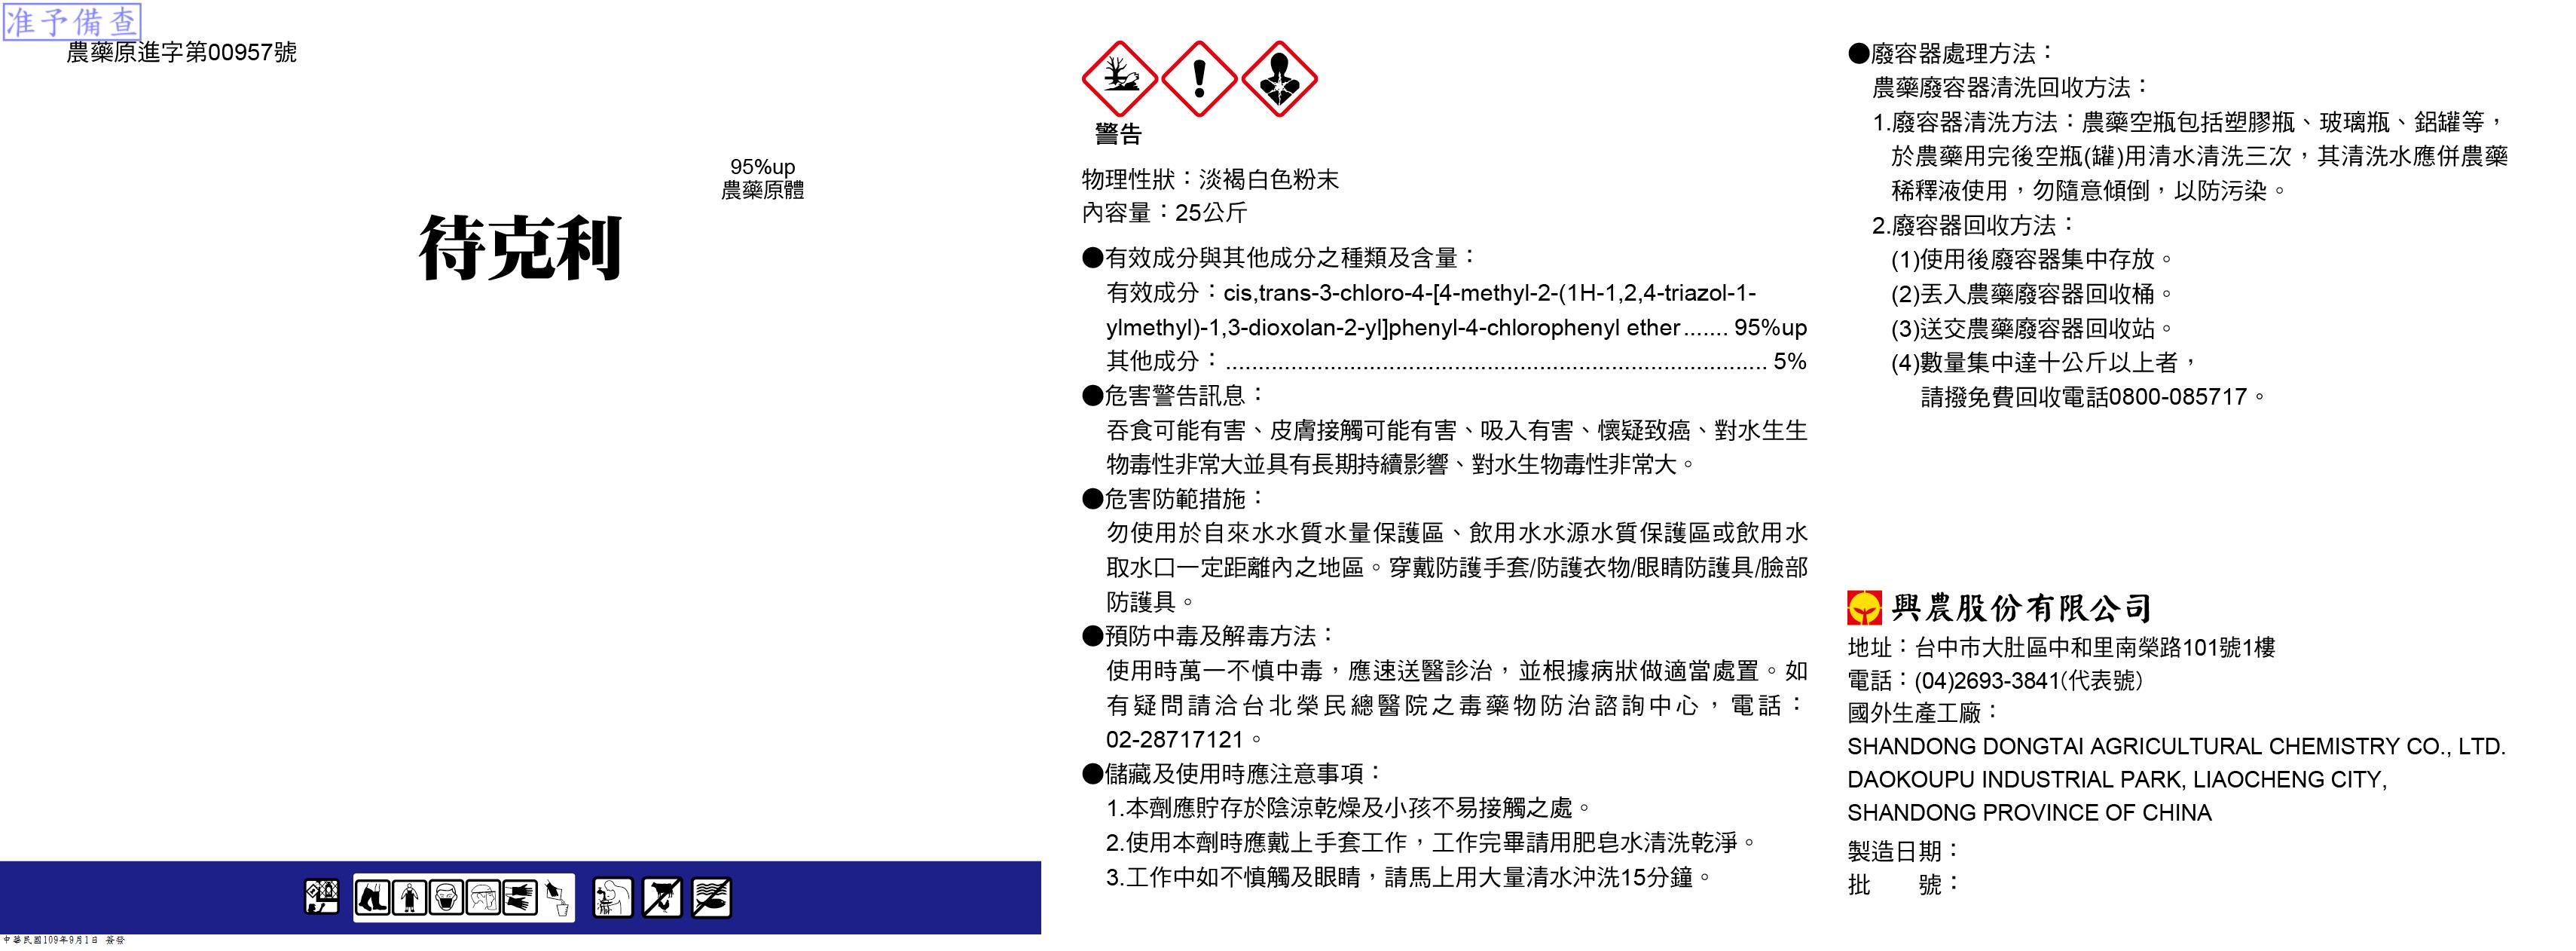 准予備查
農藥原進字第00957號
95%up
農藥原體
待克利
中華民國109年9月1日 簽發
警告
物理性狀：淡褐白色粉末
內容量：25公斤
●有效成分與其他成分之種類及含量：
有效成分：cis,trans-3-chloro-4-[4-methyl-2-(1H-1,2,4-triazol-1-
ylmethyl)-1,3-dioxolan-2-yl]phenyl-4-chlorophenyl ether....... 95%up
其他成分：.................................................................................. 5%
●危害警告訊息：
吞食可能有害、皮膚接觸可能有害、吸入有害、懷疑致癌、對水生生
物毒性非常大並具有長期持續影響、對水生物毒性非常大。
●危害防範措施：
勿使用於自來水水質水量保護區、飲用水水源水質保護區或飲用水
取水口一定距離內之地區。穿戴防護手套/防護衣物/眼睛防護具/臉部
防護具。
●預防中毒及解毒方法：
使用時萬一不慎中毒，應速送醫診治，並根據病狀做適當處置。如
有疑問請洽台北榮民總醫院之毒藥物防治諮詢中心，電話：
02-28717121。
●儲藏及使用時應注意事項：
1.本劑應貯存於陰涼乾燥及小孩不易接觸之處。
2.使用本劑時應戴上手套工作，工作完畢請用肥皂水清洗乾淨。
3.工作中如不慎觸及眼睛，請馬上用大量清水沖洗15分鐘。
●廢容器處理方法：
農藥廢容器清洗回收方法：
1.廢容器清洗方法：農藥空瓶包括塑膠瓶、玻璃瓶、鋁罐等，
於農藥用完後空瓶(罐)用清水清洗三次，其清洗水應併農藥
稀釋液使用，勿隨意傾倒，以防污染。
2.廢容器回收方法：
(1)使用後廢容器集中存放。
(2)丟入農藥廢容器回收桶。
(3)送交農藥廢容器回收站。
(4)數量集中達十公斤以上者，
請撥免費回收電話0800-085717。
興農股份有限公司
地址：台中市大肚區中和里南榮路101號1樓
電話：(04)2693-3841(代表號)
國外生產工廠：
SHANDONG DONGTAI AGRICULTURAL CHEMISTRY CO., LTD.
DAOKOUPU INDUSTRIAL PARK, LIAOCHENG CITY,
SHANDONG PROVINCE OF CHINA
製造日期：
批　　號：